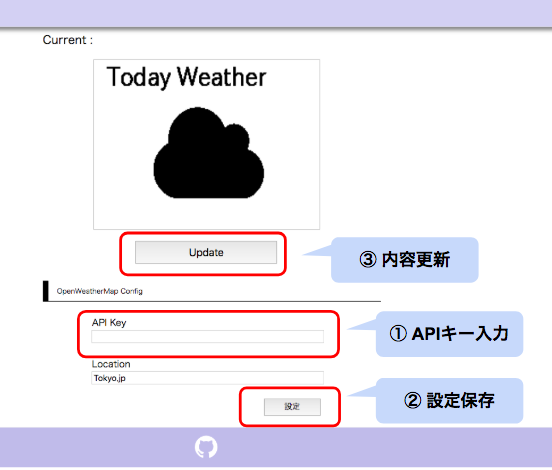 Current :
Today Weather
Update
③ 内容更新
OpenWeatherMap Config
API Key
① APIキー入力
Location
Tokyo,jp
② 設定保存
設定